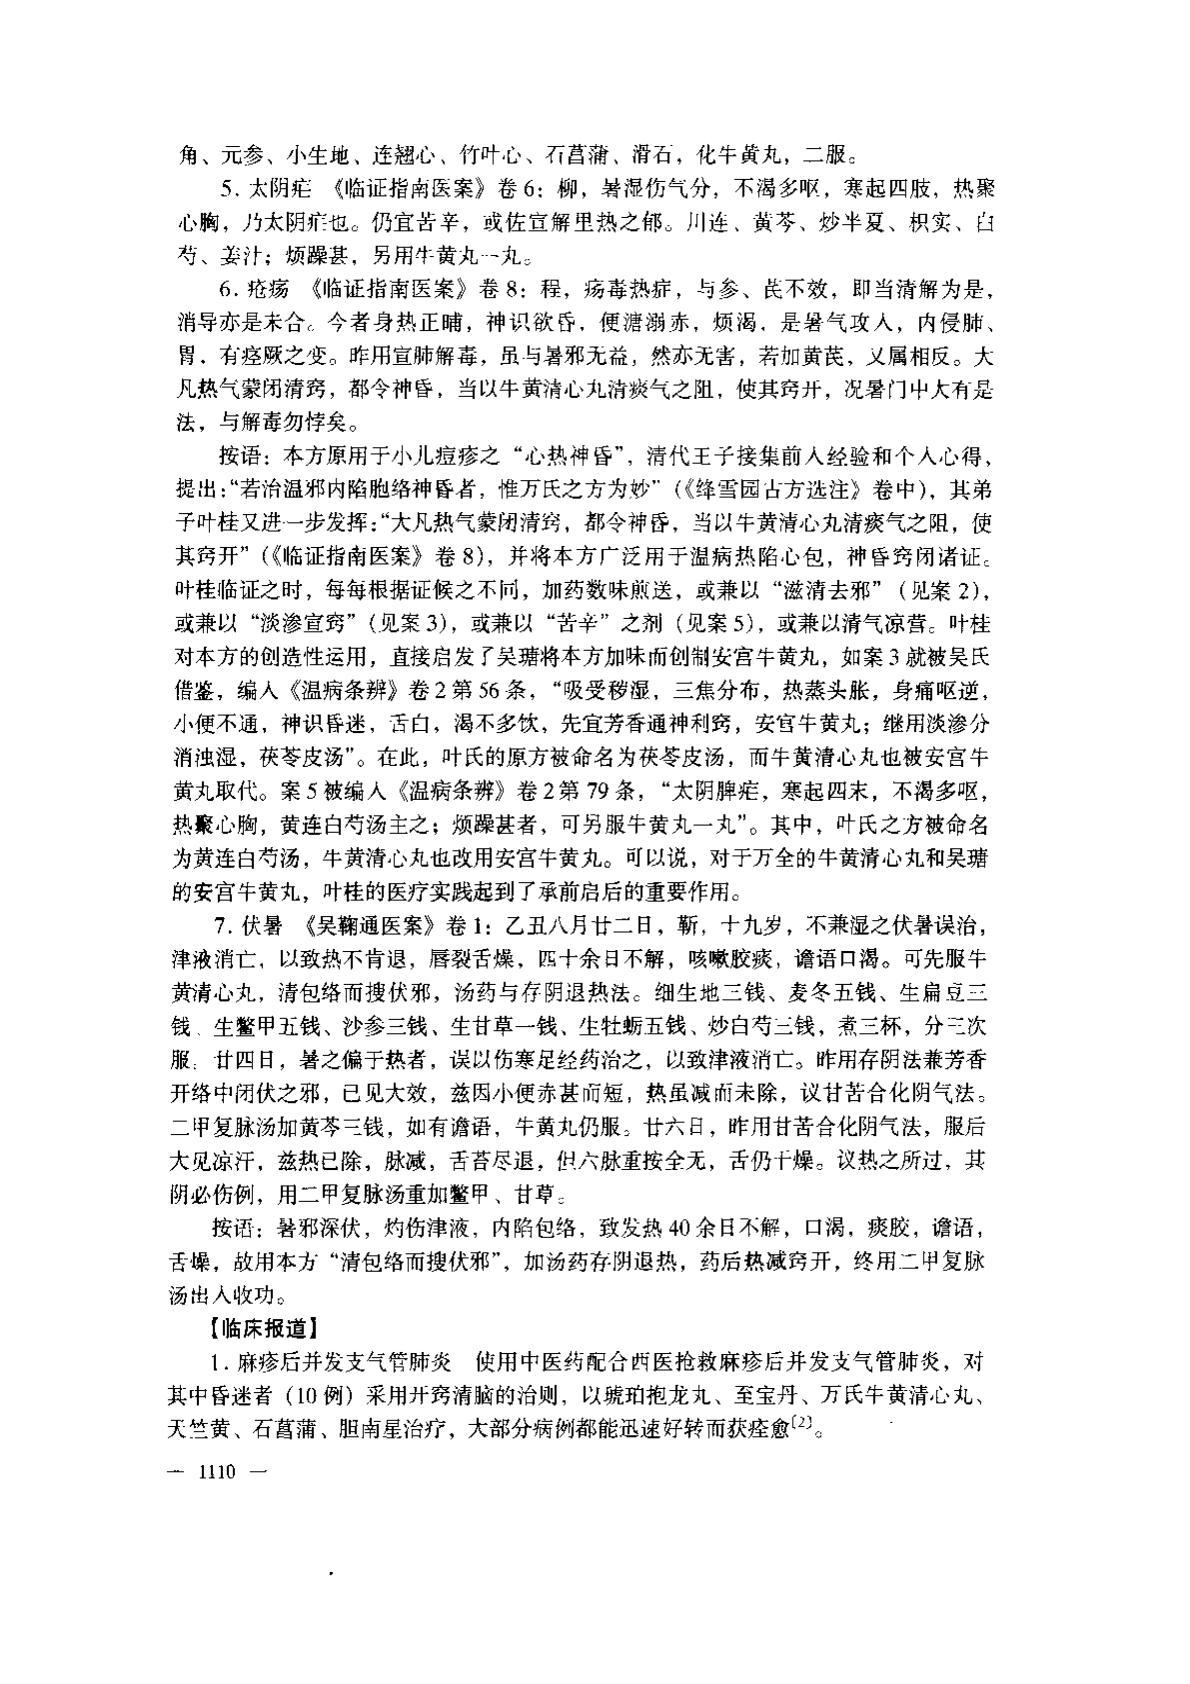 角、元参、小生地、连翘心、竹叶心、石菖蒲、滑石，化牛黄丸，二服。
5. 太阴疟 《临证指南医案》卷 6：柳，暑湿伤气分，不渴多呕，寒起四肢，热聚
心胸，乃太阴疟也。仍宜苦辛，或佐宣解里热之郁。川连、黄芩、炒半夏、枳实、白
芍、姜汁；烦躁甚，另用牛黄丸一丸。
6. 疮疡 《临证指南医案》卷 8：程，疡毒热症，与参、芪不效，即当清解为是，
消导亦是未合。今者身热正晡，神识欲昏，便溏溺赤，烦渴，是暑气攻人，内侵肺、
胃，有痉厥之变。昨用宣肺解毒，虽与暑邪无益，然亦无害，若加黄芪，又属相反。大
凡热气蒙闭清窍，都令神昏，当以牛黄清心丸清痰气之阻，使其窍开，况暑门中大有是
法，与解毒勿悖矣。
按语：本方原用于小儿痘疹之“心热神昏”，清代王子接集前人经验和个人心得，
提出：“若治温邪内陷胞络神昏者，惟万氏之方为妙”（《绛雪园古方选注》卷中），其弟
子叶桂又进一步发挥：“大凡热气蒙闭清窍，都令神昏，当以牛黄清心丸清痰气之阻，使
其窍开”（《临证指南医案》卷 8），并将本方广泛用于温病热陷心包，神昏窍闭诸证。
叶桂临证之时，每每根据证候之不同，加药数味煎送，或兼以“滋清去邪”（见案 2），
或兼以“淡渗宣窍”（见案 3），或兼以“苦辛”之剂（见案 5），或兼以清气凉营。叶桂
对本方的创造性运用，直接启发了吴瑭将本方加味而创制安宫牛黄丸，如案 3 就被吴氏
借鉴，编入《温病条辨》卷 2 第 56 条，“吸受秽湿，三焦分布，热蒸头胀，身痛呕逆，
小便不通，神识昏迷，舌白，渴不多饮，先宜芳香通神利窍，安宫牛黄丸；继用淡渗分
消浊湿，茯苓皮汤”。在此，叶氏的原方被命名为茯苓皮汤，而牛黄清心丸也被安宫牛
黄丸取代。案 5 被编入《温病条辨》卷 2 第 79 条，“太阴脾疟，寒起四末，不渴多呕，
热聚心胸，黄连白芍汤主之；烦躁甚者，可另服牛黄丸一丸”。其中，叶氏之方被命名
为黄连白芍汤，牛黄清心丸也改用安宫牛黄丸。可以说，对于万全的牛黄清心丸和吴瑭
的安宫牛黄丸，叶桂的医疗实践起到了承前启后的重要作用。
7. 伏暑 《吴鞠通医案》卷 1：乙丑八月廿二日，靳，十九岁，不兼湿之伏暑误治，
津液消亡，以致热不肯退，唇裂舌燥，四十余日不解，咳嗽胶痰，谵语口渴。可先服牛
黄清心丸，清包络而搜伏邪，汤药与存阴退热法。细生地三钱、麦冬五钱、生扁豆三
钱、生鳖甲五钱、沙参三钱、生甘草一钱、生牡蛎五钱、炒白芍三钱，煮三杯，分三次
服。廿四日，暑之偏于热者，误以伤寒足经药治之，以致津液消亡。昨用存阴法兼芳香
开络中闭伏之邪，已见大效，兹因小便赤甚而短，热虽减而未除，议甘苦合化阴气法。
二甲复脉汤加黄芩三钱，如有谵语，牛黄丸仍服。廿六日，昨用甘苦合化阴气法，服后
大见凉汗，兹热已除，脉减，舌苔尽退，但六脉重按全无，舌仍干燥。议热之所过，其
阴必伤例，用二甲复脉汤重加鳖甲、甘草。
按语：暑邪深伏，灼伤津液，内陷包络，致发热 40 余日不解，口渴，痰胶，谵语，
舌燥，故用本方“清包络而搜伏邪”，加汤药存阴退热，药后热减窍开，终用二甲复脉
汤出入收功。
【临床报道】
1. 麻疹后并发支气管肺炎 使用中医药配合西医抢救麻疹后并发支气管肺炎，对
其中昏迷者（10 例）采用开窍清脑的治则，以琥珀抱龙丸、至宝丹、万氏牛黄清心丸、
天竺黄、石菖蒲、胆南星治疗，大部分病例都能迅速好转而获痊愈〔2〕。
— 1110 —